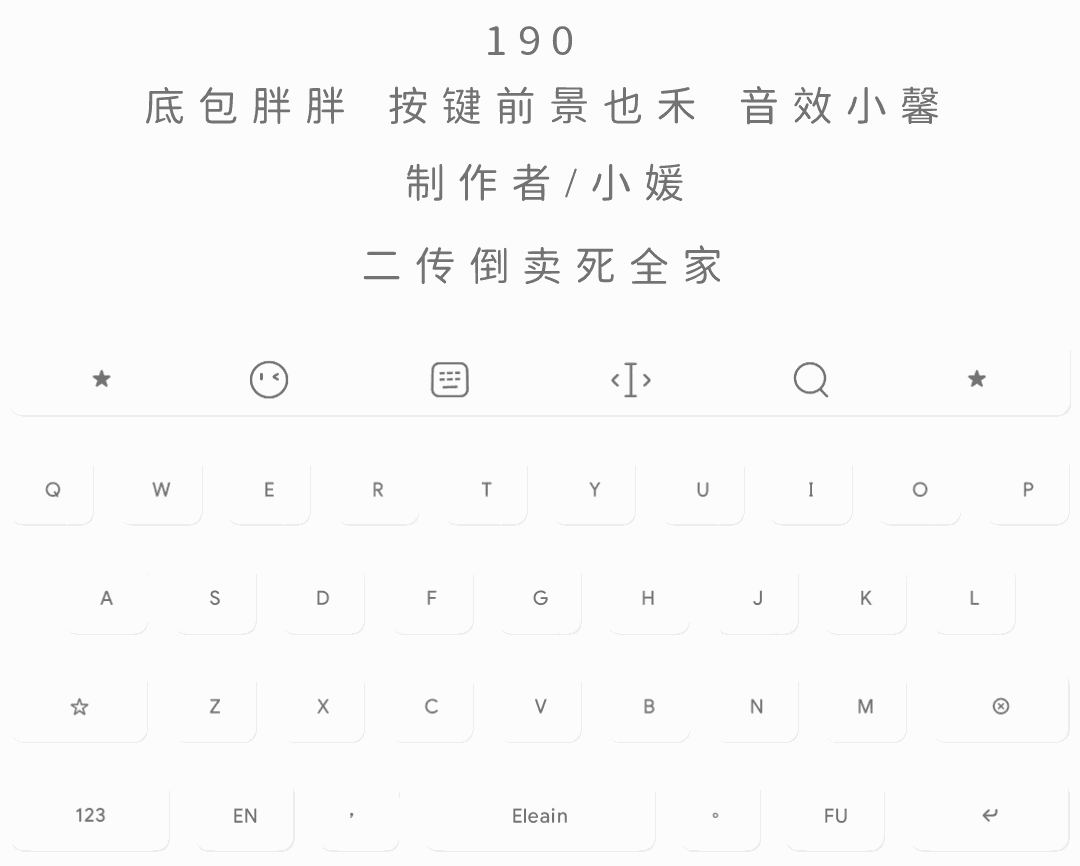 190
底包胖胖 按键前景也禾 音效小馨
制作者/小媛
二传倒卖死全家
Q W E R T Y U I O P
A S D F G H J K L
Z X C V B N M
123 EN , Eleain 。 FU